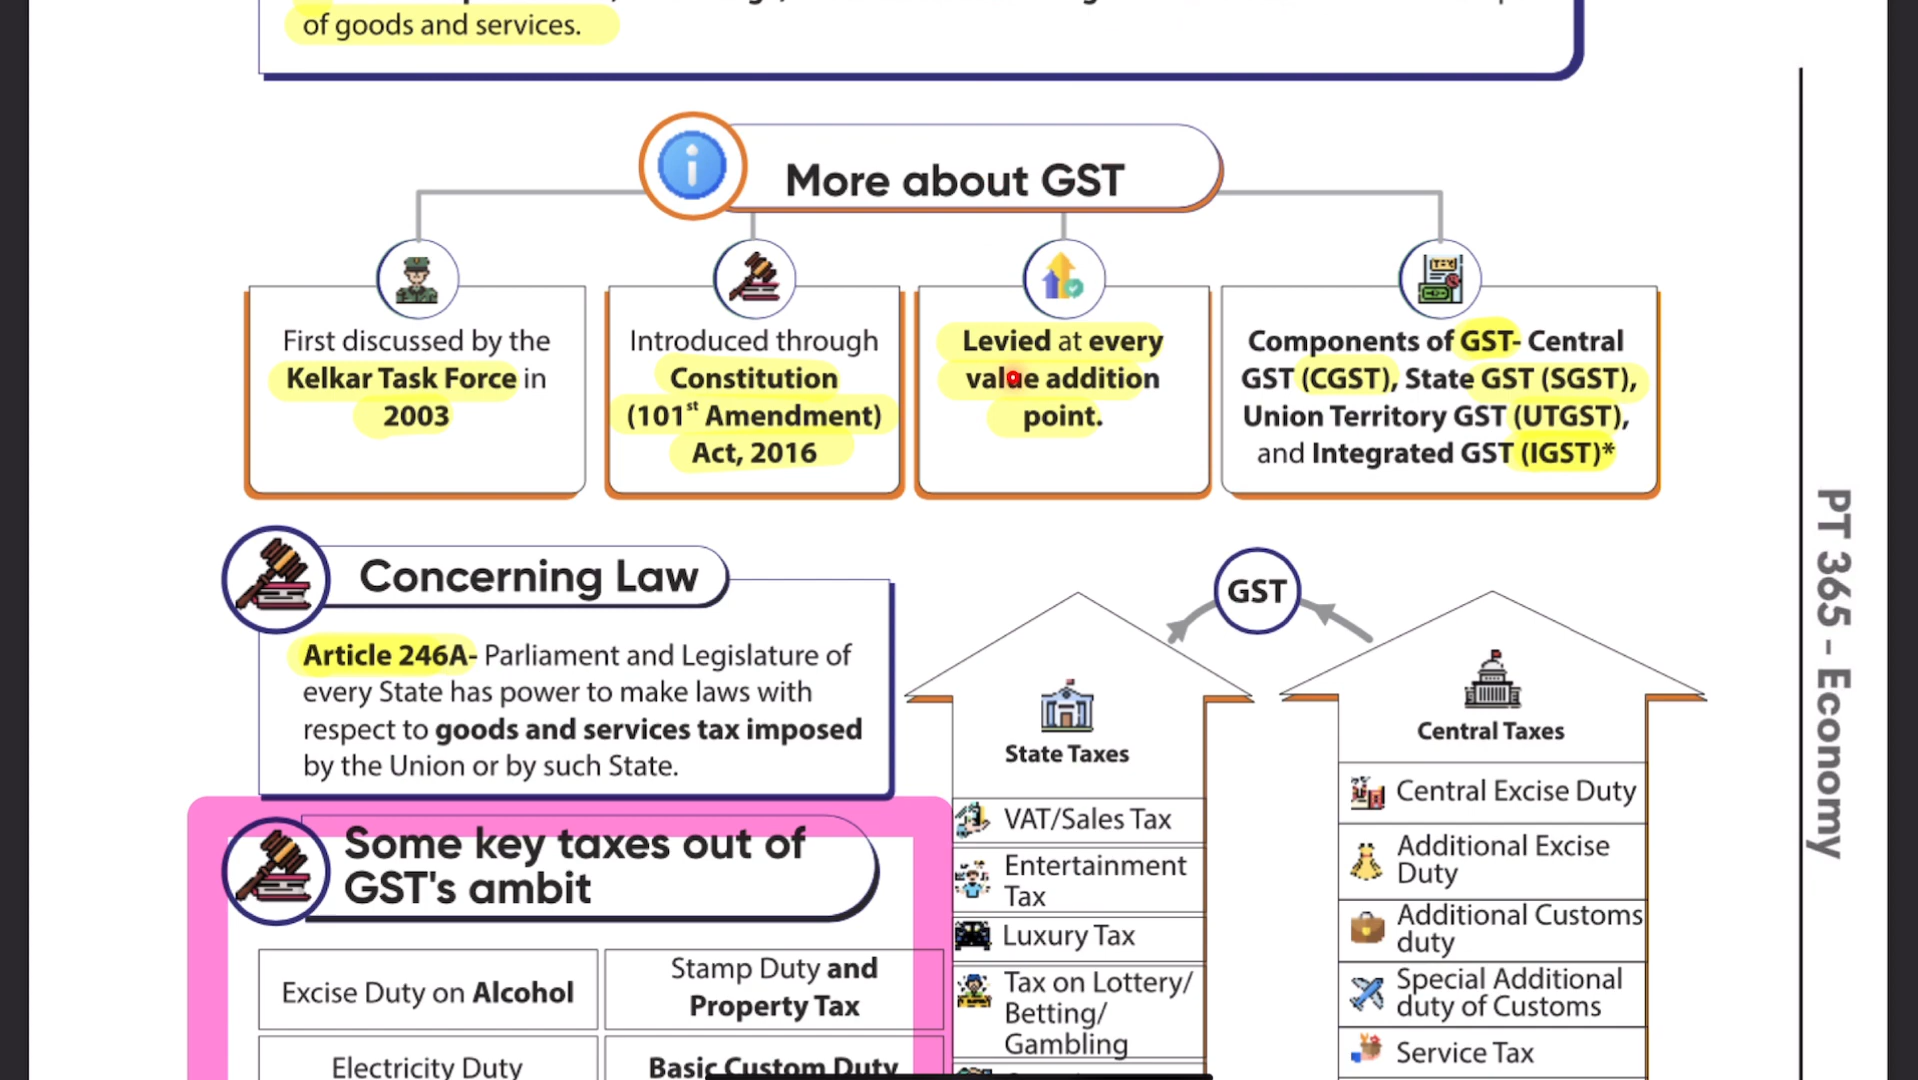 of goods and services.
More about GST
First discussed by the
Kelkar Task Force in
2003
Introduced through
Constitution
(101st Amendment)
Act, 2016
Levied at every
value addition
point.
Components of GST- Central
GST (CGST), State GST (SGST),
Union Territory GST (UTGST),
and Integrated GST (IGST)*
Concerning Law
Article 246A- Parliament and Legislature of
every State has power to make laws with
respect to goods and services tax imposed
by the Union or by such State.
Some key taxes out of
GST's ambit
Excise Duty on Alcohol
Stamp Duty and
Property Tax
Electricity Duty
Basic Custom Duty
GST
State Taxes
VAT/Sales Tax
Entertainment
Tax
Luxury Tax
Tax on Lottery/
Betting/
Gambling
Central Taxes
Central Excise Duty
Additional Excise
Duty
Additional Customs
duty
Special Additional
duty of Customs
Service Tax
PT 365 - Economy